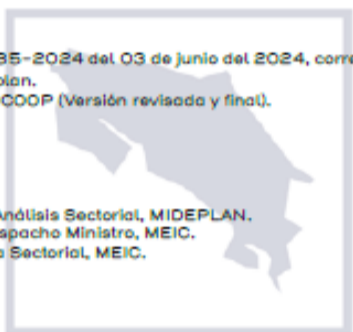 35-2024 del 03 de junio del 2024, corre
plan.
COOP (Versión revisada y final).
Análisis Sectorial, MIDEPLAN.
spacho Ministro, MEIC.
a Sectorial, MEIC.